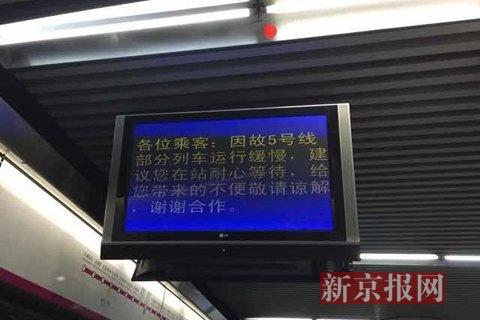 各位乘客：因故5号线
部分列车运行缓慢，建
议您在站耐心等待，给
您带来的不便敬请谅解
，谢谢合作。
LG
新京报网